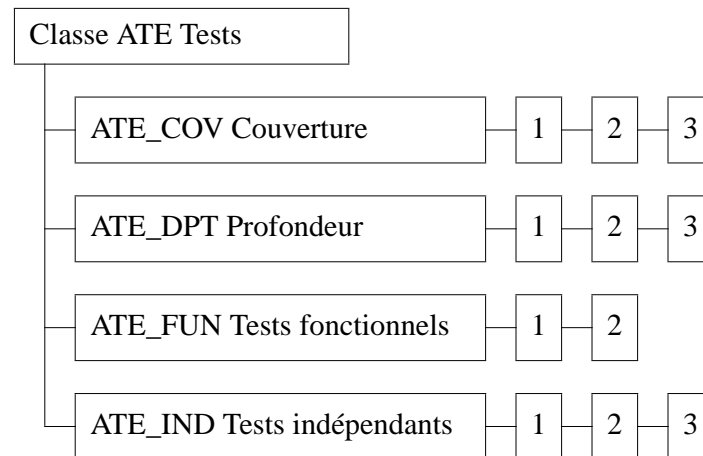 Classe ATE Tests
ATE_COV Couverture 1 2 3
ATE_DPT Profondeur 1 2 3
ATE_FUN Tests fonctionnels 1 2
ATE_IND Tests indépendants 1 2 3